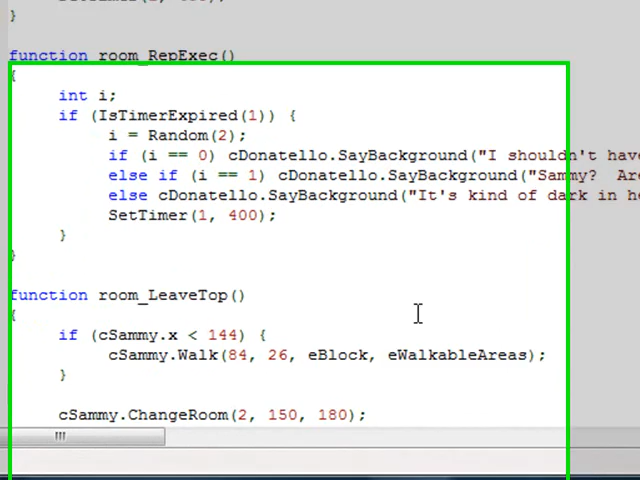 }
function room_RepExec()
{
int i;
if (IsTimerExpired(1)) {
i = Random(2);
if (i == 0) cDonatello.SayBackground("I shouldn't have
else if (i == 1) cDonatello.SayBackground("Sammy? Are
else cDonatello.SayBackground("It's kind of dark in
SetTimer(1, 400);
}
}
function room_LeaveTop()
{
if (cSammy.x < 144) {
cSammy.Walk(84, 26, eBlock, eWalkableAreas);
}
cSammy.ChangeRoom(2, 150, 180);